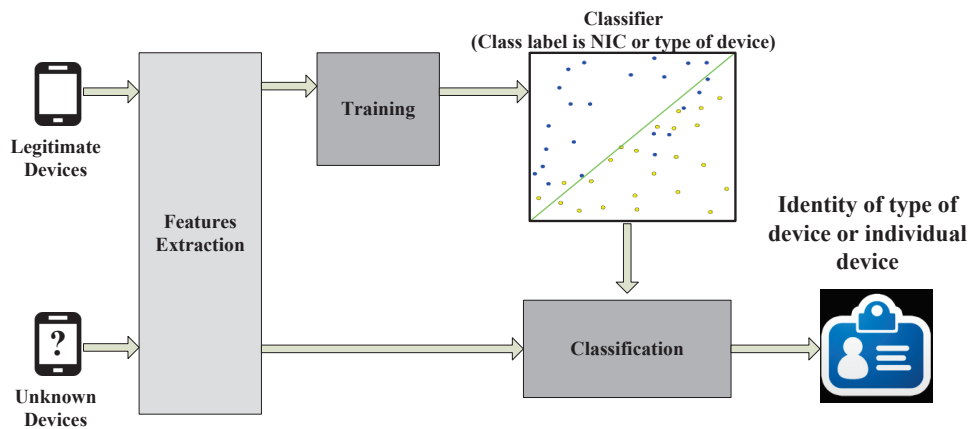 Classifier
(Class label is NIC or type of device)
Legitimate
Devices
Features
Extraction
Training
Identity of type of
device or individual
device
?
Unknown
Devices
Classification